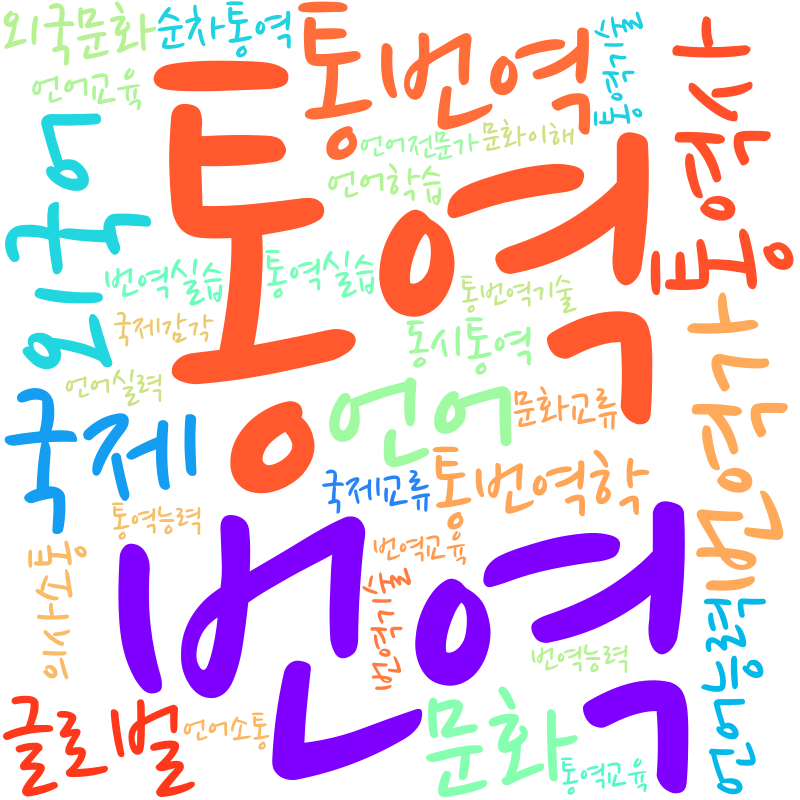 외국문화
순차통역
통번역
통역론
통역사
언어교육
언어전문가
문화이해
언어학습
통역
외국어
번역실습
통역실습
통번역기술
국제감각
동시통역
번역가
언어실력
언어
문화교류
국제
국제교류
통번역학
통역능력
번역
번역교육
의사소통
번역론
번역능력
언어능력
글로벌
언어소통
문화
통역교육